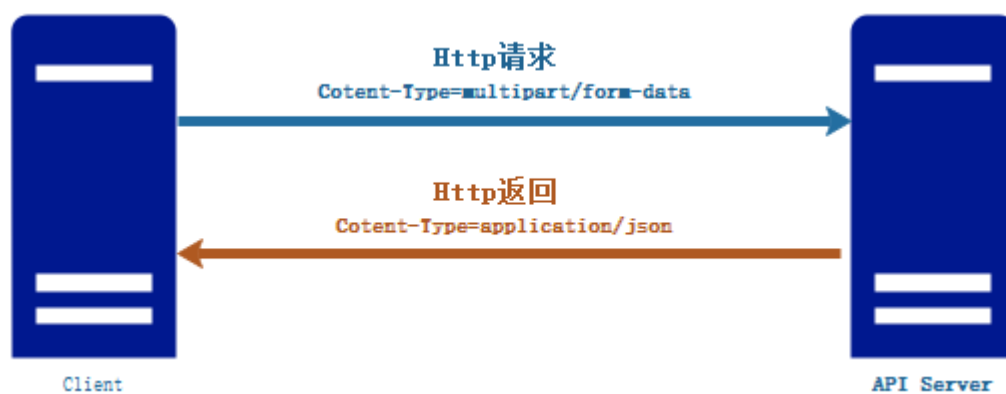 Http请求
Cotent-Type=multipart/form-data
Http返回
Cotent-Type=application/json
Client
API Server